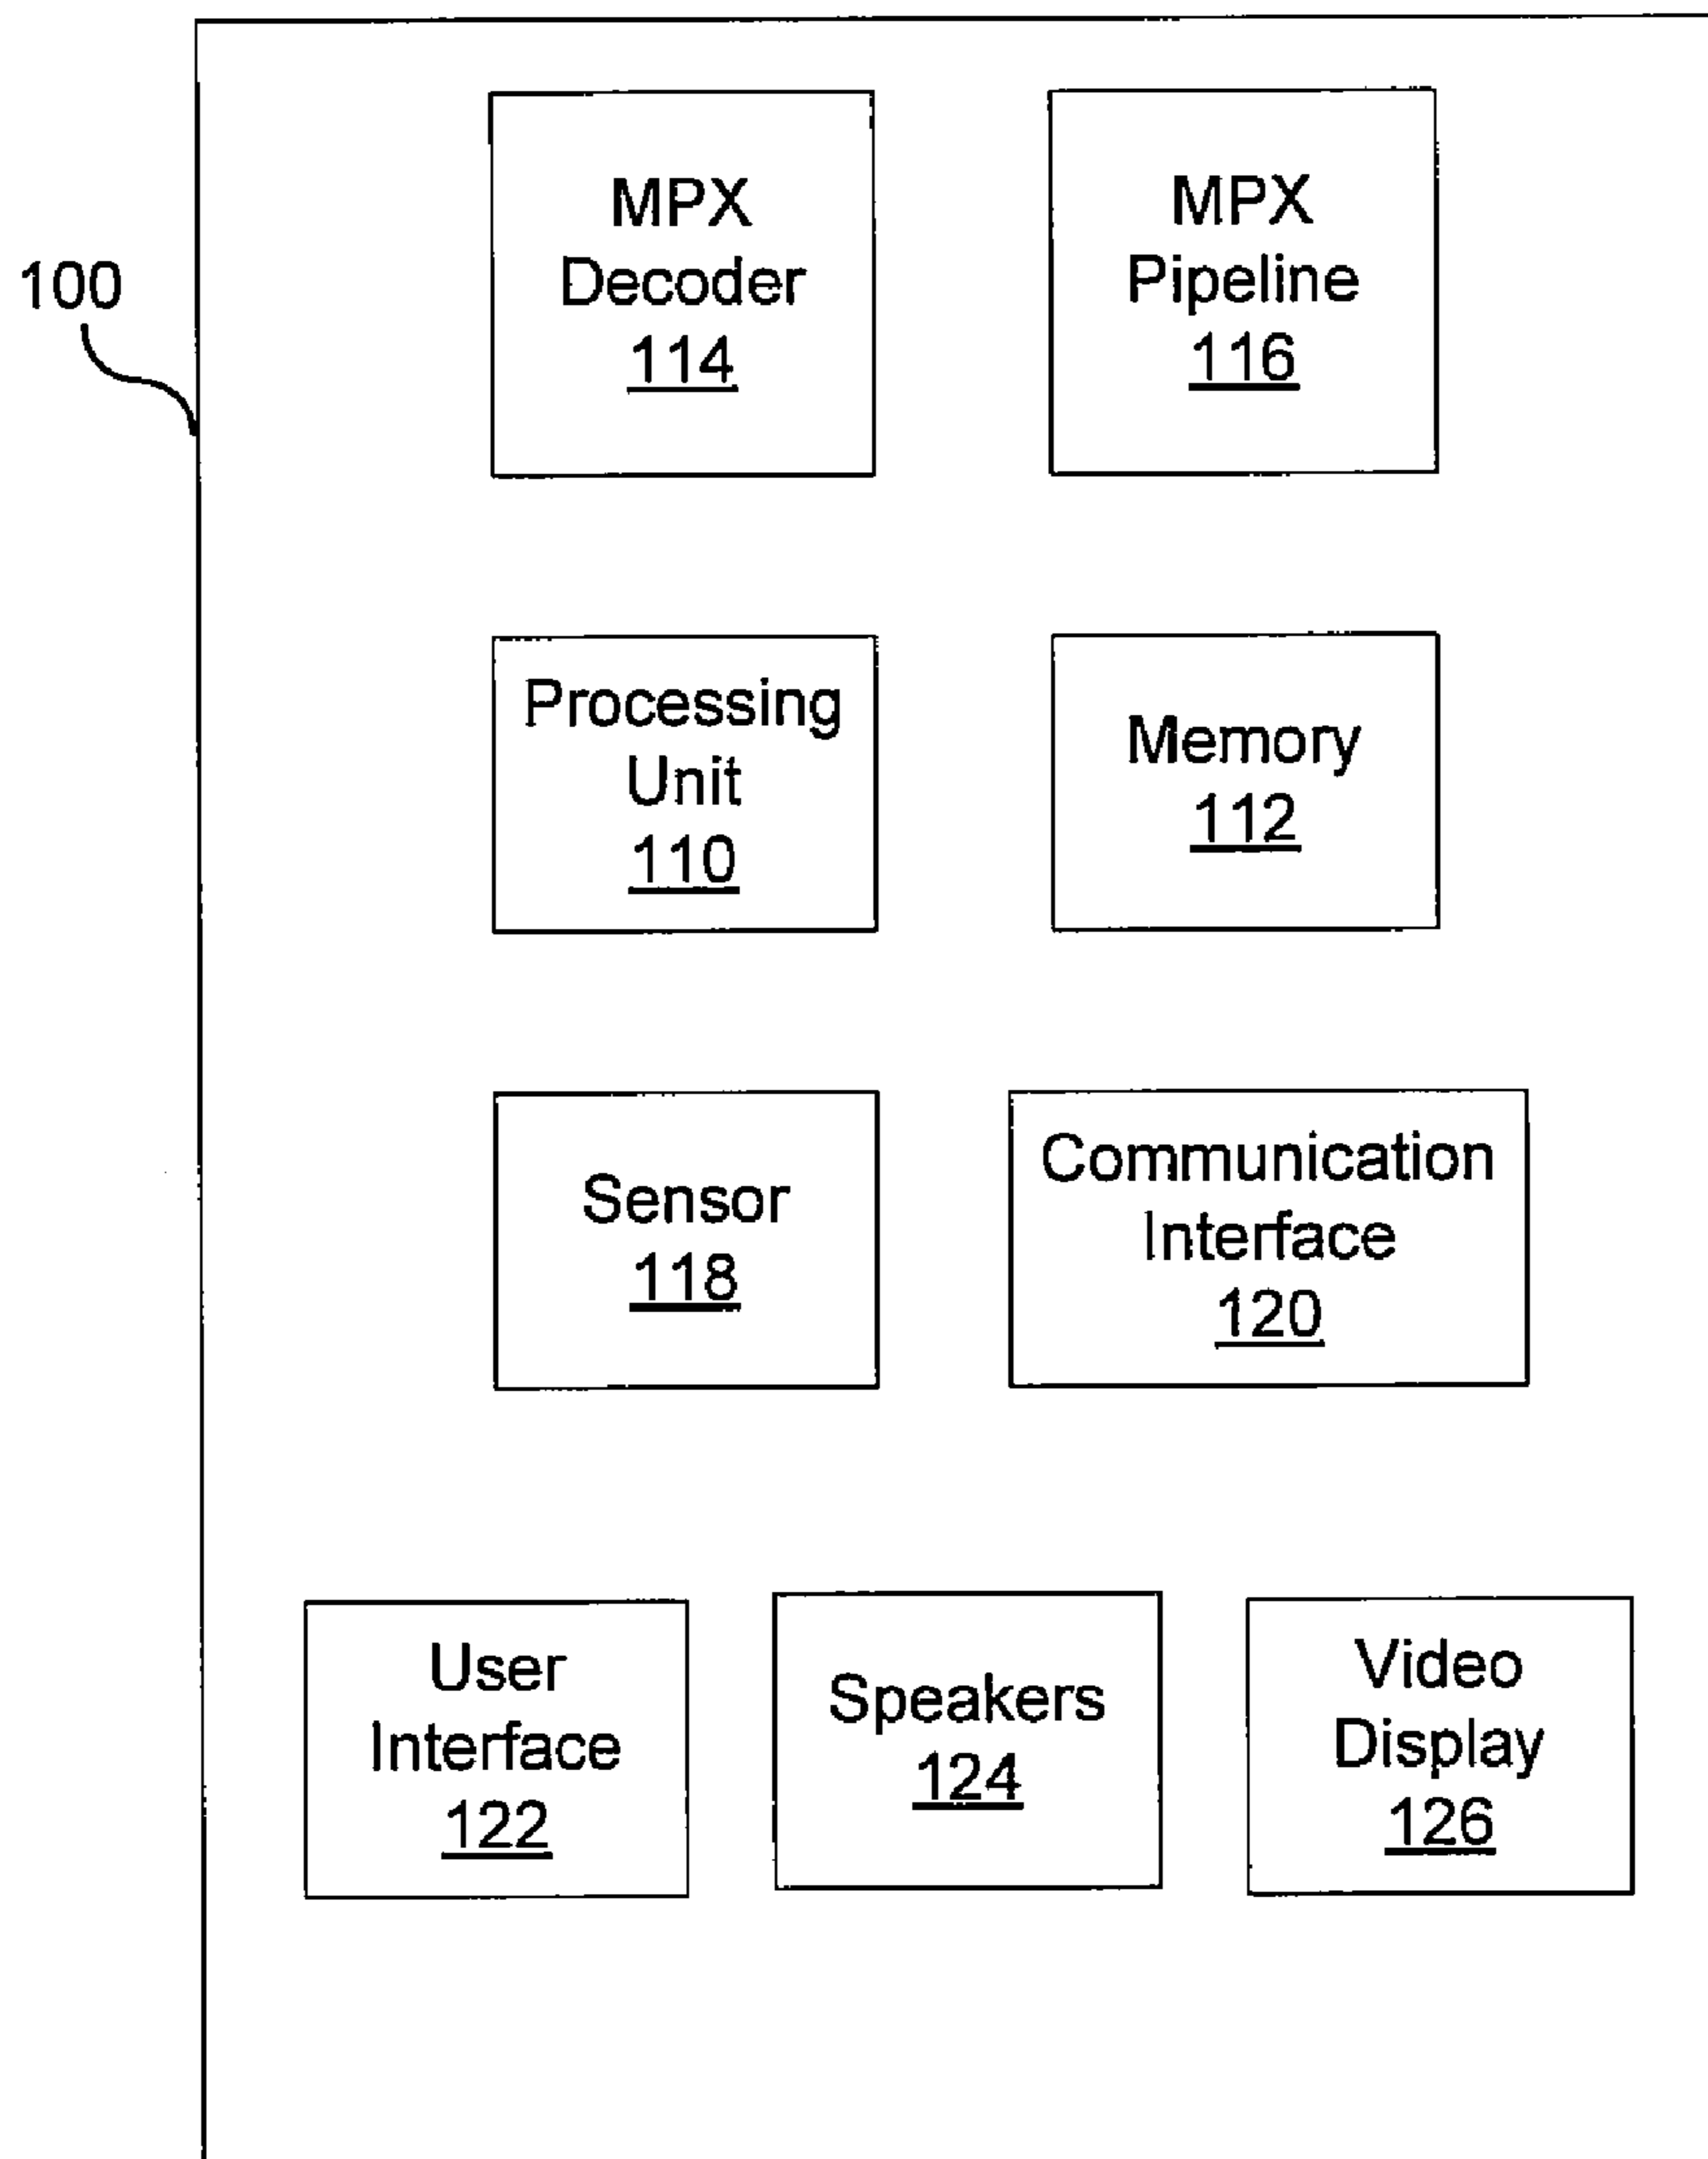 100
MPX
Decoder
114
MPX
Pipeline
116
Processing
Unit
110
Memory
112
Sensor
118
Communication
Interface
120
User
Interface
122
Speakers
124
Video
Display
126